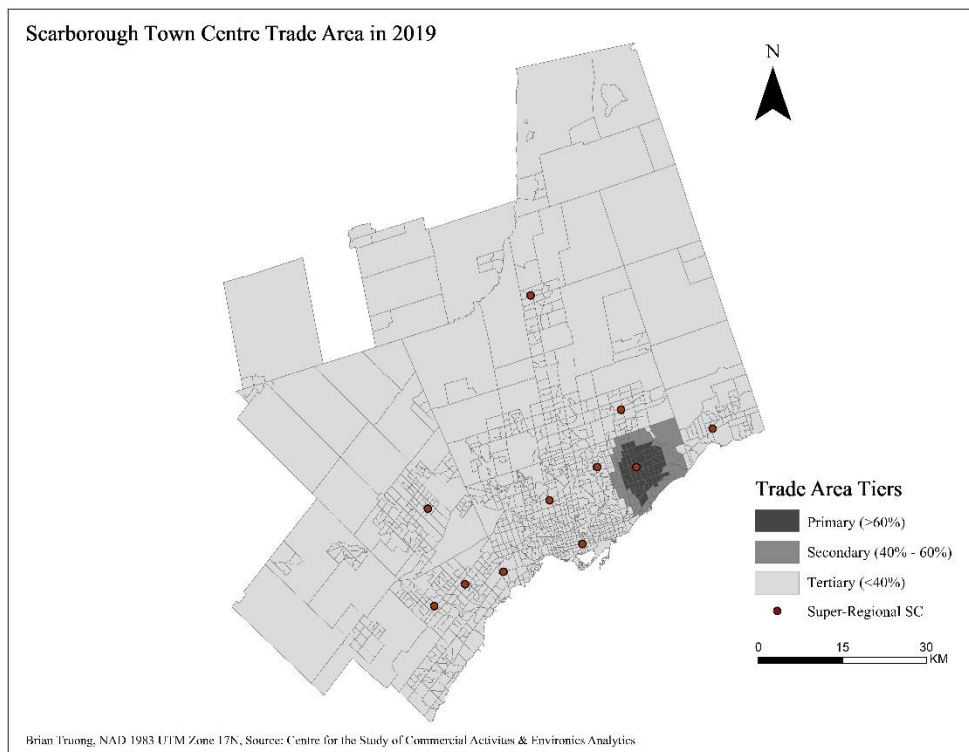 Scarborough Town Centre Trade Area in 2019
N
Trade Area Tiers
Primary (>60%)
Secondary (40% - 60%)
Tertiary (<40%)
Super-Regional SC
0 15 30
KM
Brian Truong, NAD 1983 UTM Zone 17N, Source: Centre for the Study of Commercial Activites & Environics Analytics